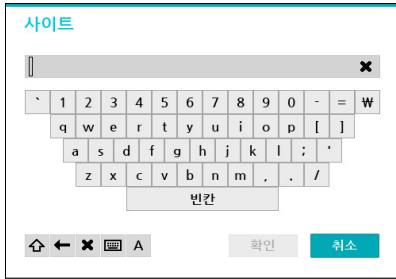 사이트
` 1 2 3 4 5 6 7 8 9 0 - = ₩
q w e r t y u i o p [ ]
a s d f g h j k l ; '
z x c v b n m , . /
빈칸
A 확인 취소